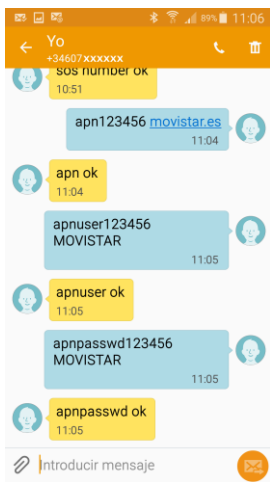 89% 11:06
Yo
+34607xxxxxx
sos number ok
10:51
apn123456 movistar.es
11:04
apn ok
11:04
apnuser123456
MOVISTAR
11:05
apnuser ok
11:05
apnpasswd123456
MOVISTAR
11:05
apnpasswd ok
11:05
Introducir mensaje